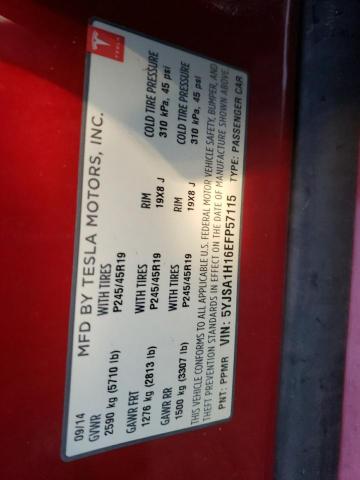 TESLA
MFD BY TESLA MOTORS, INC.
09/14
GVWR WITH TIRES RIM COLD TIRE PRESSURE
2590 kg (5710 lb) P245/45R19 19X8 J 310 kPa, 45 psi
GAWR FRT WITH TIRES RIM COLD TIRE PRESSURE
1276 kg (2813 lb) P245/45R19 19X8 J 310 kPa, 45 psi
GAWR RR WITH TIRES
1500 kg (3307 lb) P245/45R19
THIS VEHICLE CONFORMS TO ALL APPLICABLE U.S. FEDERAL MOTOR VEHICLE SAFETY, BUMPER, AND
THEFT PREVENTION STANDARDS IN EFFECT ON THE DATE OF MANUFACTURE SHOWN ABOVE
PNT: PPMR VIN: 5YJSA1H16EFP57115 TYPE: PASSENGER CAR